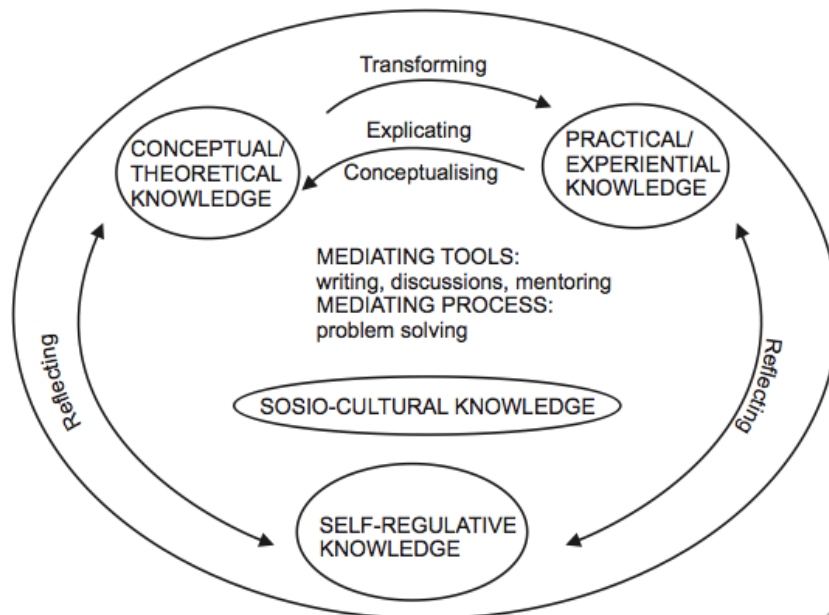 Transforming
Explicating
Conceptualising
CONCEPTUAL/
THEORETICAL
KNOWLEDGE
PRACTICAL/
EXPERIENTIAL
KNOWLEDGE
MEDIATING TOOLS:
writing, discussions, mentoring
MEDIATING PROCESS:
problem solving
Reflecting
Reflecting
SOSIO-CULTURAL KNOWLEDGE
SELF-REGULATIVE
KNOWLEDGE